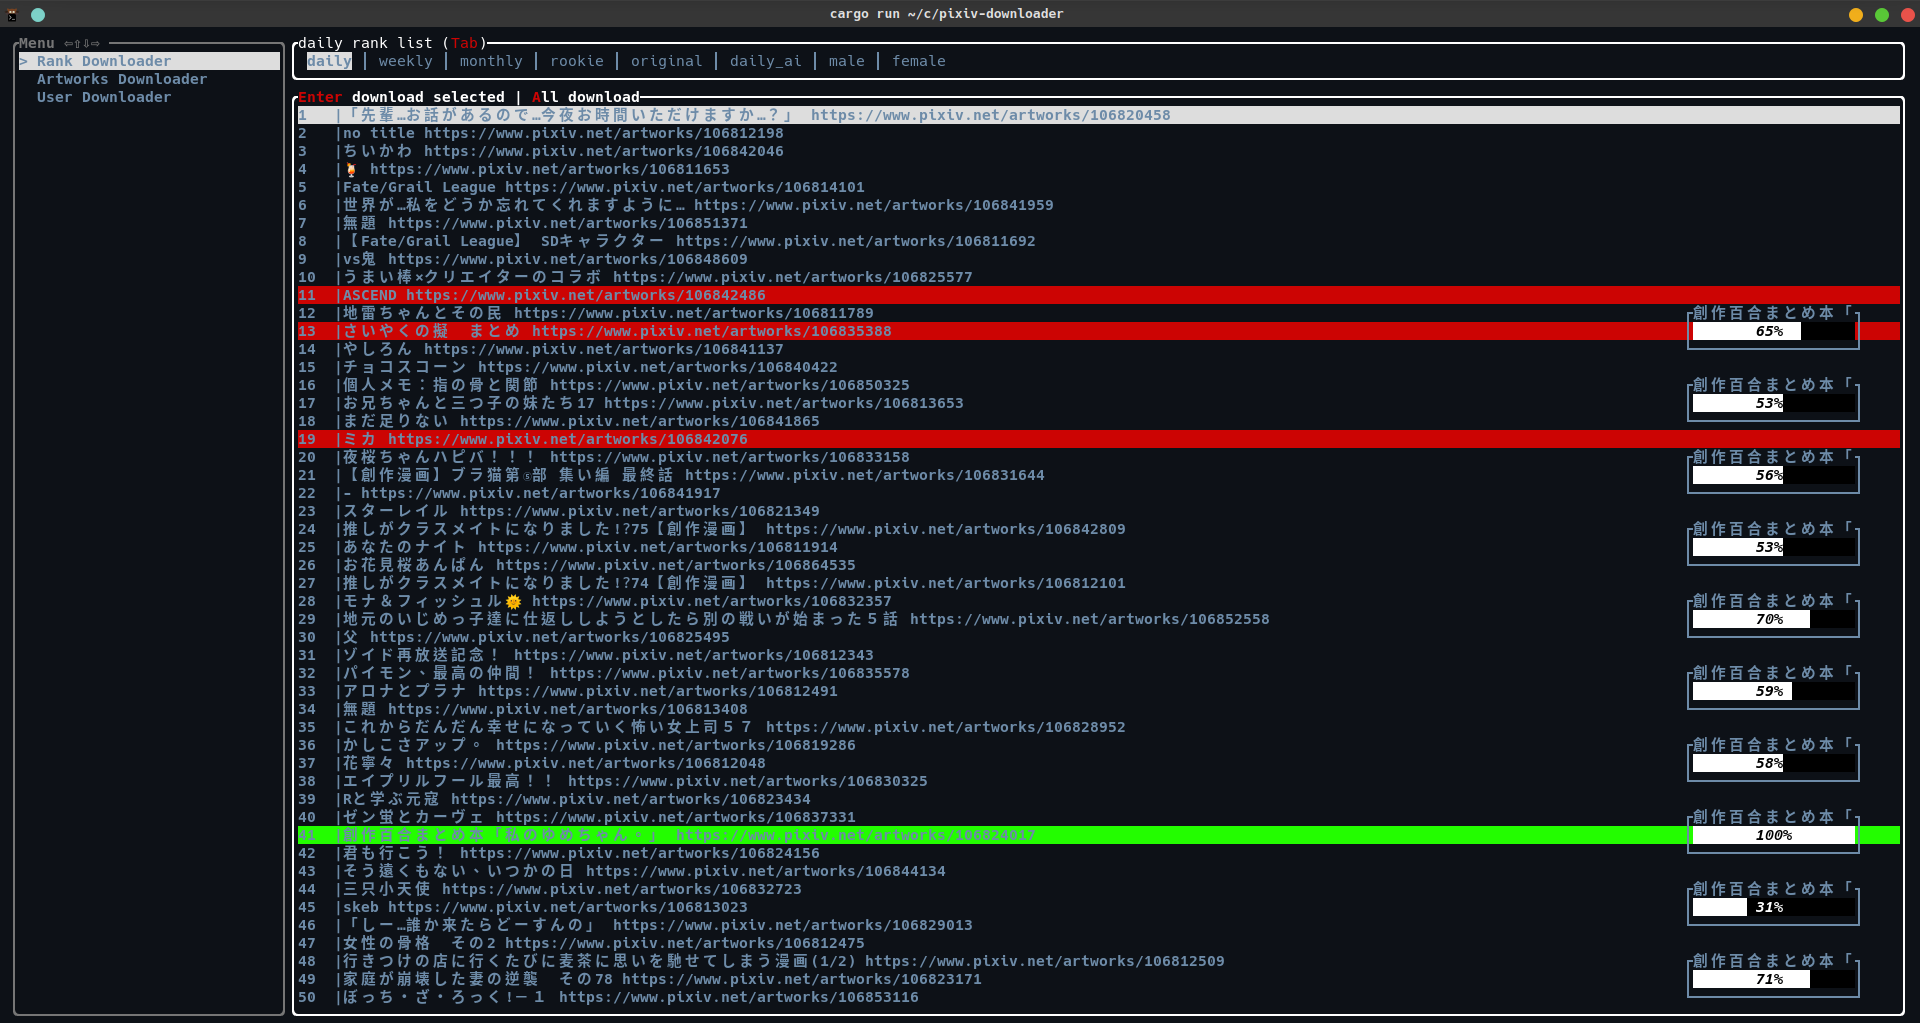 cargo run ~/c/pixiv-downloader
Menu ⇦⇧⇩⇨
> Rank Downloader
Artworks Downloader
User Downloader
daily rank list (Tab)
daily | weekly | monthly | rookie | original | daily_ai | male | female
Enter download selected | All download
1 |「先輩…お話があるので…今夜お時間いただけますか…？」 https://www.pixiv.net/artworks/106820458
2 |no title https://www.pixiv.net/artworks/106812198
3 |ちいかわ https://www.pixiv.net/artworks/106842046
4 |🍹 https://www.pixiv.net/artworks/106811653
5 |Fate/Grail League https://www.pixiv.net/artworks/106814101
6 |世界が…私をどうか忘れてくれますように… https://www.pixiv.net/artworks/106841959
7 |無題 https://www.pixiv.net/artworks/106851371
8 |【Fate/Grail League】 SDキャラクター https://www.pixiv.net/artworks/106811692
9 |vs鬼 https://www.pixiv.net/artworks/106848609
10 |うまい棒×クリエイターのコラボ https://www.pixiv.net/artworks/106825577
11 |ASCEND https://www.pixiv.net/artworks/106842486
12 |地雷ちゃんとその民 https://www.pixiv.net/artworks/106811789
創作百合まとめ本「
13 |さいやくの擬　まとめ https://www.pixiv.net/artworks/106835388
65%
14 |やしろん https://www.pixiv.net/artworks/106841137
15 |チョコスコーン https://www.pixiv.net/artworks/106840422
16 |個人メモ：指の骨と関節 https://www.pixiv.net/artworks/106850325
創作百合まとめ本「
17 |お兄ちゃんと三つ子の妹たち17 https://www.pixiv.net/artworks/106813653
53%
18 |まだ足りない https://www.pixiv.net/artworks/106841865
19 |ミカ https://www.pixiv.net/artworks/106842076
20 |夜桜ちゃんハピバ！！！ https://www.pixiv.net/artworks/106833158
創作百合まとめ本「
21 |【創作漫画】ブラ猫第⑤部 集い編 最終話 https://www.pixiv.net/artworks/106831644
56%
22 |- https://www.pixiv.net/artworks/106841917
23 |スターレイル https://www.pixiv.net/artworks/106821349
24 |推しがクラスメイトになりました!?75【創作漫画】 https://www.pixiv.net/artworks/106842809
創作百合まとめ本「
25 |あなたのナイト https://www.pixiv.net/artworks/106811914
53%
26 |お花見桜あんぱん https://www.pixiv.net/artworks/106864535
27 |推しがクラスメイトになりました!?74【創作漫画】 https://www.pixiv.net/artworks/106812101
28 |モナ＆フィッシュル🌞 https://www.pixiv.net/artworks/106832357
創作百合まとめ本「
29 |地元のいじめっ子達に仕返ししようとしたら別の戦いが始まった５話 https://www.pixiv.net/artworks/106852558
70%
30 |父 https://www.pixiv.net/artworks/106825495
31 |ゾイド再放送記念！ https://www.pixiv.net/artworks/106812343
32 |パイモン、最高の仲間！ https://www.pixiv.net/artworks/106835578
創作百合まとめ本「
33 |アロナとプラナ https://www.pixiv.net/artworks/106812491
59%
34 |無題 https://www.pixiv.net/artworks/106813408
35 |これからだんだん幸せになっていく怖い女上司５７ https://www.pixiv.net/artworks/106828952
36 |かしこさアップ。 https://www.pixiv.net/artworks/106819286
創作百合まとめ本「
37 |花寧々 https://www.pixiv.net/artworks/106812048
58%
38 |エイプリルフール最高！！ https://www.pixiv.net/artworks/106830325
39 |Rと学ぶ元寇 https://www.pixiv.net/artworks/106823434
40 |ゼン蛍とカーヴェ https://www.pixiv.net/artworks/106837331
創作百合まとめ本「
41 |創作百合まとめ本「私のゆめちゃん。」 https://www.pixiv.net/artworks/106824017
100%
42 |君も行こう！ https://www.pixiv.net/artworks/106824156
43 |そう遠くもない、いつかの日 https://www.pixiv.net/artworks/106844134
44 |三只小天使 https://www.pixiv.net/artworks/106832723
創作百合まとめ本「
45 |skeb https://www.pixiv.net/artworks/106813023
31%
46 |「しー…誰か来たらどーすんの」 https://www.pixiv.net/artworks/106829013
47 |女性の骨格　その2 https://www.pixiv.net/artworks/106812475
48 |行きつけの店に行くたびに麦茶に思いを馳せてしまう漫画(1/2) https://www.pixiv.net/artworks/106812509
創作百合まとめ本「
49 |家庭が崩壊した妻の逆襲　その78 https://www.pixiv.net/artworks/106823171
71%
50 |ぼっち・ざ・ろっく!－１ https://www.pixiv.net/artworks/106853116